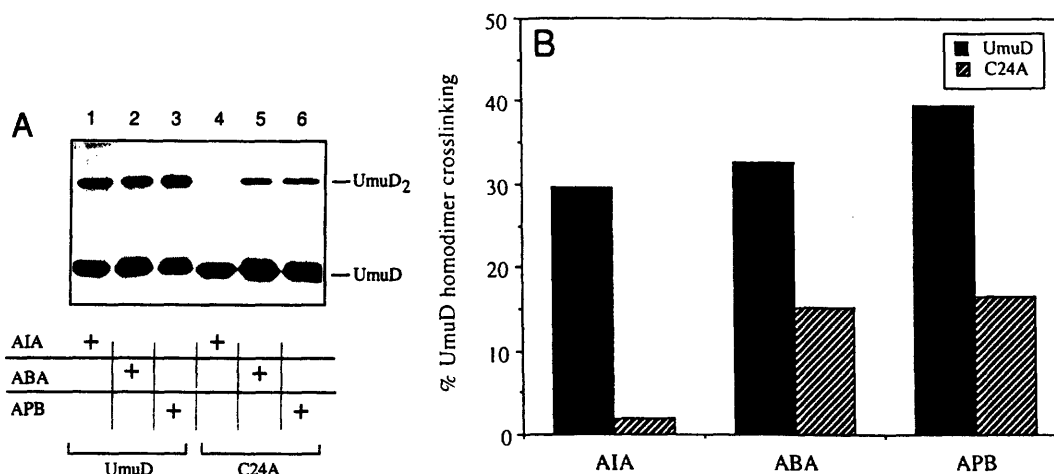 A
1 2 3 4 5 6
UmuD2
UmuD
AIA + +
ABA + +
APB + +
UmuD C24A
B
% UmuD homodimer crosslinking
50
40
30
20
10
0
UmuD
C24A
AIA ABA APB